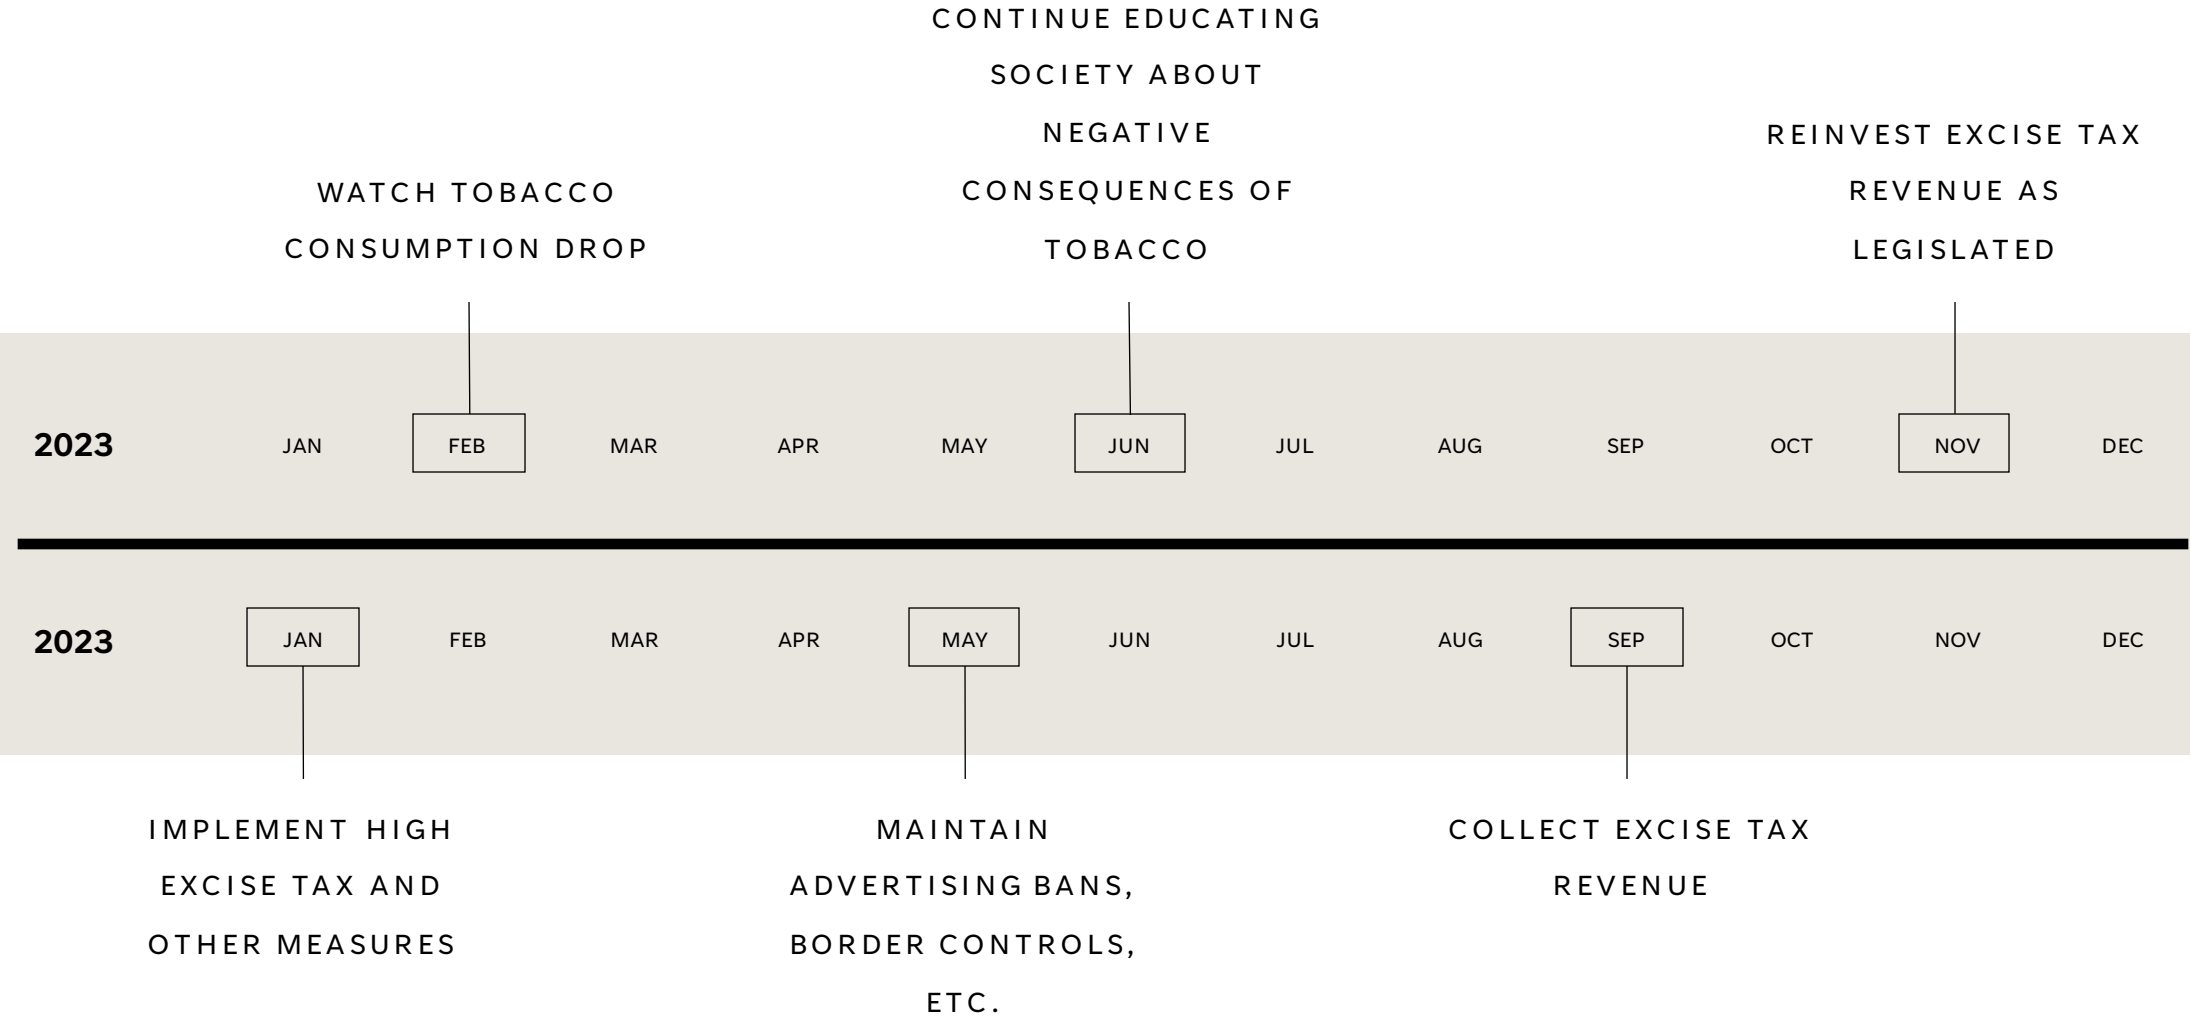 CONTINUE EDUCATING
SOCIETY ABOUT
NEGATIVE
CONSEQUENCES OF
TOBACCO
REINVEST EXCISE TAX
REVENUE AS
LEGISLATED
WATCH TOBACCO
CONSUMPTION DROP
2023 JAN FEB MAR APR MAY JUN JUL AUG SEP OCT NOV DEC
2023 JAN FEB MAR APR MAY JUN JUL AUG SEP OCT NOV DEC
IMPLEMENT HIGH
EXCISE TAX AND
OTHER MEASURES
MAINTAIN
ADVERTISING BANS,
BORDER CONTROLS,
ETC.
COLLECT EXCISE TAX
REVENUE